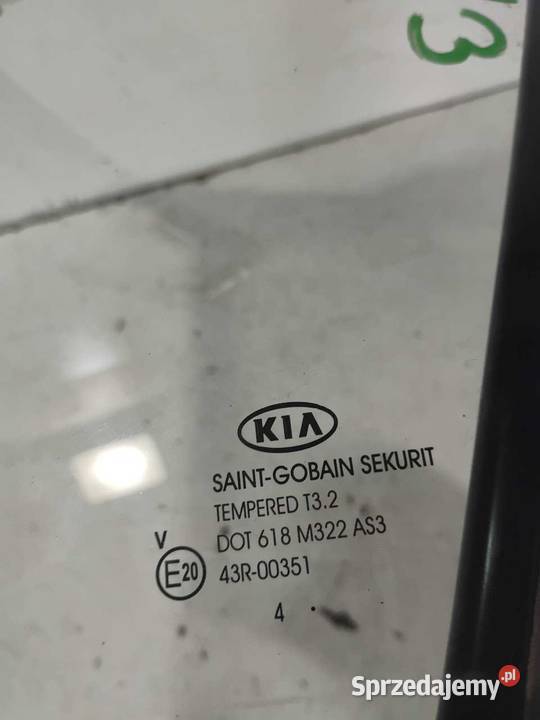 3
KIA
SAINT-GOBAIN SEKURIT
TEMPERED T3.2
V
DOT 618 M322 AS3
E20
43R-00351
4 .
Sprzedajemy.pl